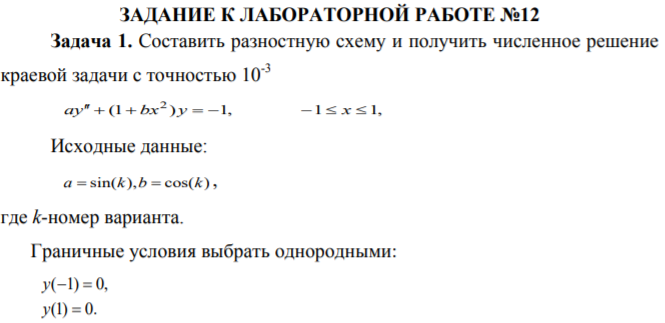 ЗАДАНИЕ К ЛАБОРАТОРНОЙ РАБОТЕ №12
Задача 1. Составить разностную схему и получить численное решение
краевой задачи с точностью 10⁻³
ay″ + (1 + bx²)y = −1, −1 ≤ x ≤ 1,
Исходные данные:
a = sin(k), b = cos(k),
где k-номер варианта.
Граничные условия выбрать однородными:
y(−1) = 0,
y(1) = 0.